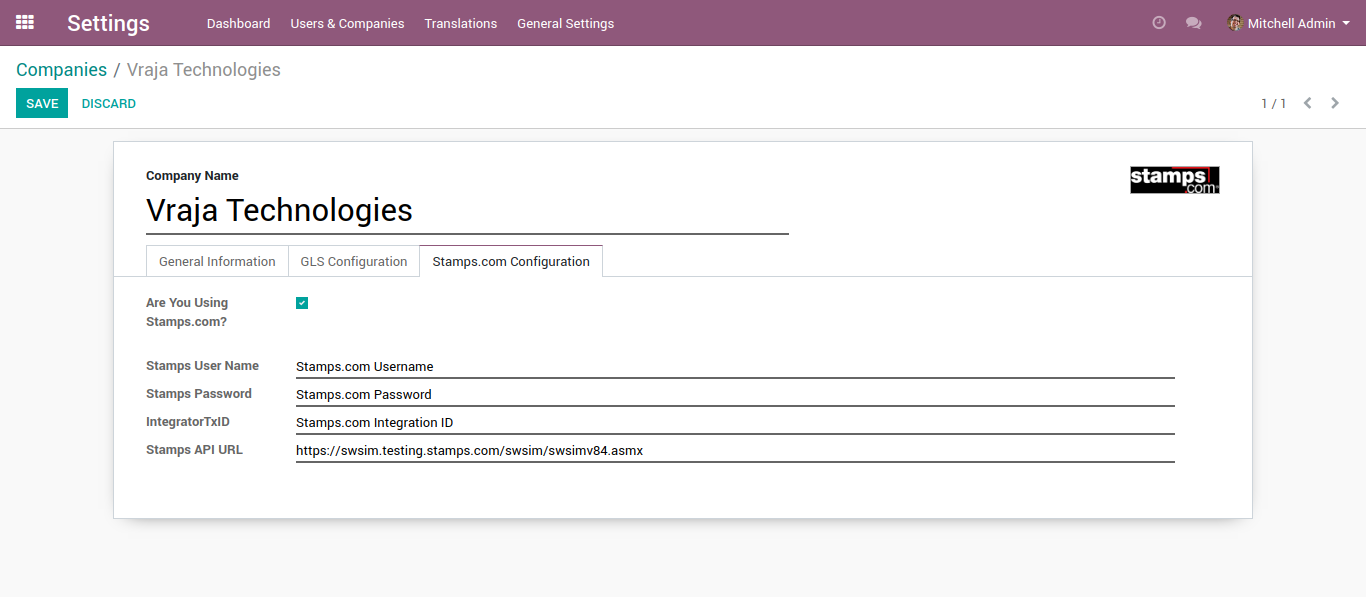 Settings Dashboard Users & Companies Translations General Settings Mitchell Admin
Companies / Vraja Technologies
SAVE DISCARD 1 / 1
Company Name
stamps
.com
Vraja Technologies
General Information GLS Configuration Stamps.com Configuration
Are You Using
Stamps.com?
Stamps User Name Stamps.com Username
Stamps Password Stamps.com Password
IntegratorTxID Stamps.com Integration ID
Stamps API URL https://swsim.testing.stamps.com/swsim/swsimv84.asmx